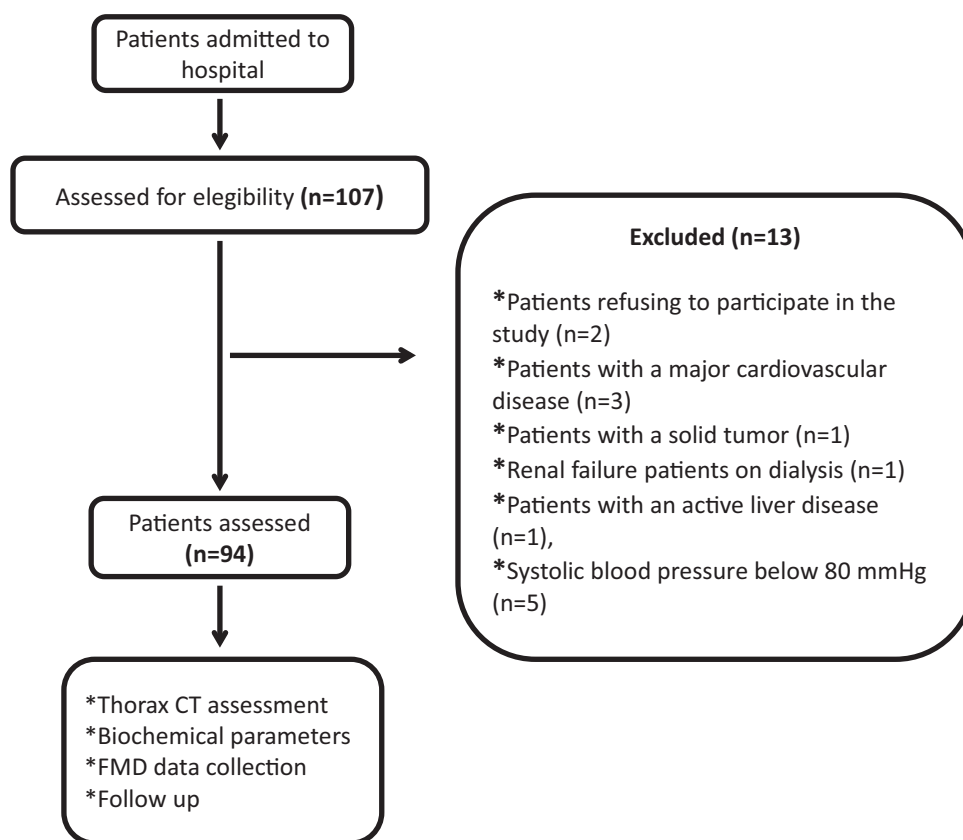 Patients admitted to
hospital
Assessed for elegibility (n=107)
Excluded (n=13)
*Patients refusing to participate in the
study (n=2)
*Patients with a major cardiovascular
disease (n=3)
*Patients with a solid tumor (n=1)
*Renal failure patients on dialysis (n=1)
*Patients with an active liver disease
(n=1),
*Systolic blood pressure below 80 mmHg
(n=5)
Patients assessed
(n=94)
*Thorax CT assessment
*Biochemical parameters
*FMD data collection
*Follow up